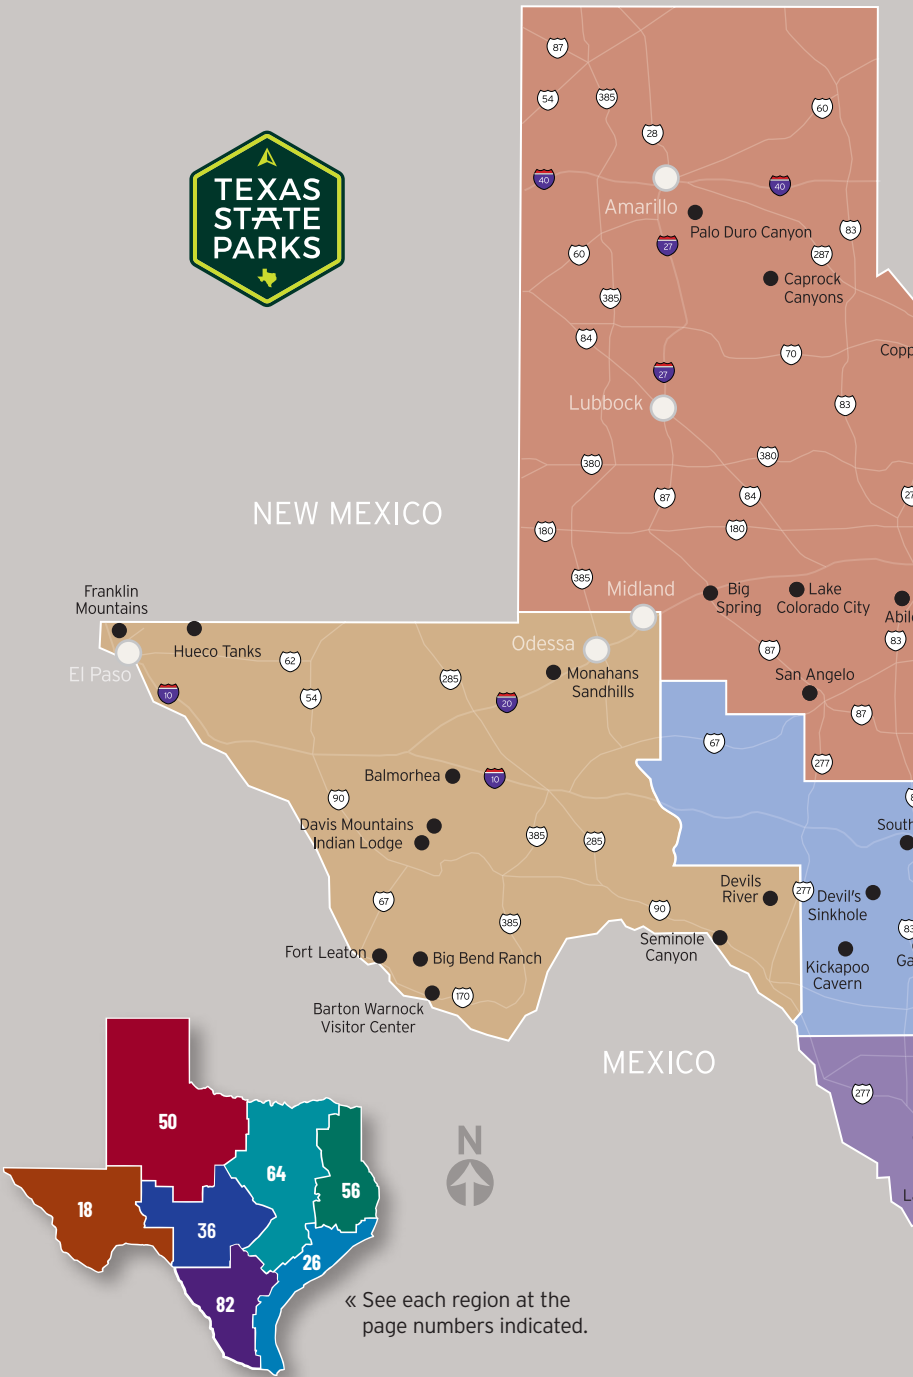 87
54
385
60
28
TEXAS
STATE
PARKS
40
40
Amarillo
Palo Duro Canyon
83
27
60
287
Caprock
Canyons
385
84
70
27
Lubbock
83
380
380
87
84
NEW MEXICO
180
180
385
Franklin
Mountains
Midland
Big
Spring
Lake
Colorado City
Hueco Tanks
Odessa
83
El Paso
62
87
Monahans
Sandhills
San Angelo
285
10
54
20
87
67
277
Balmorhea
10
90
Davis Mountains
Indian Lodge
385
285
South
Devils
River
277
Devil's
Sinkhole
67
90
385
83
Seminole
Canyon
Fort Leaton
Big Bend Ranch
Kickapoo
Cavern
170
Barton Warnock
Visitor Center
MEXICO
277
50
N
64
56
18
36
26
82
« See each region at the
page numbers indicated.